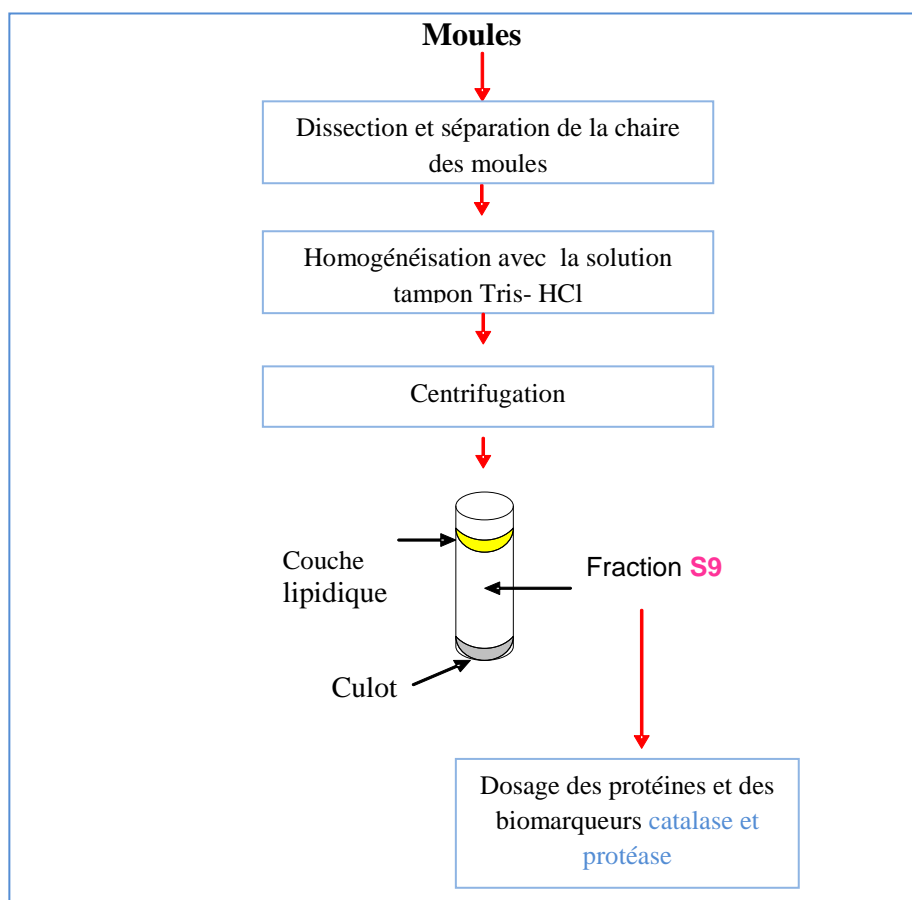 Moules
Dissection et séparation de la chaire
des moules
Homogénéisation avec la solution
tampon Tris- HCl
Centrifugation
Couche
lipidique
Fraction S9
Culot
Dosage des protéines et des
biomarqueurs catalase et
protéase